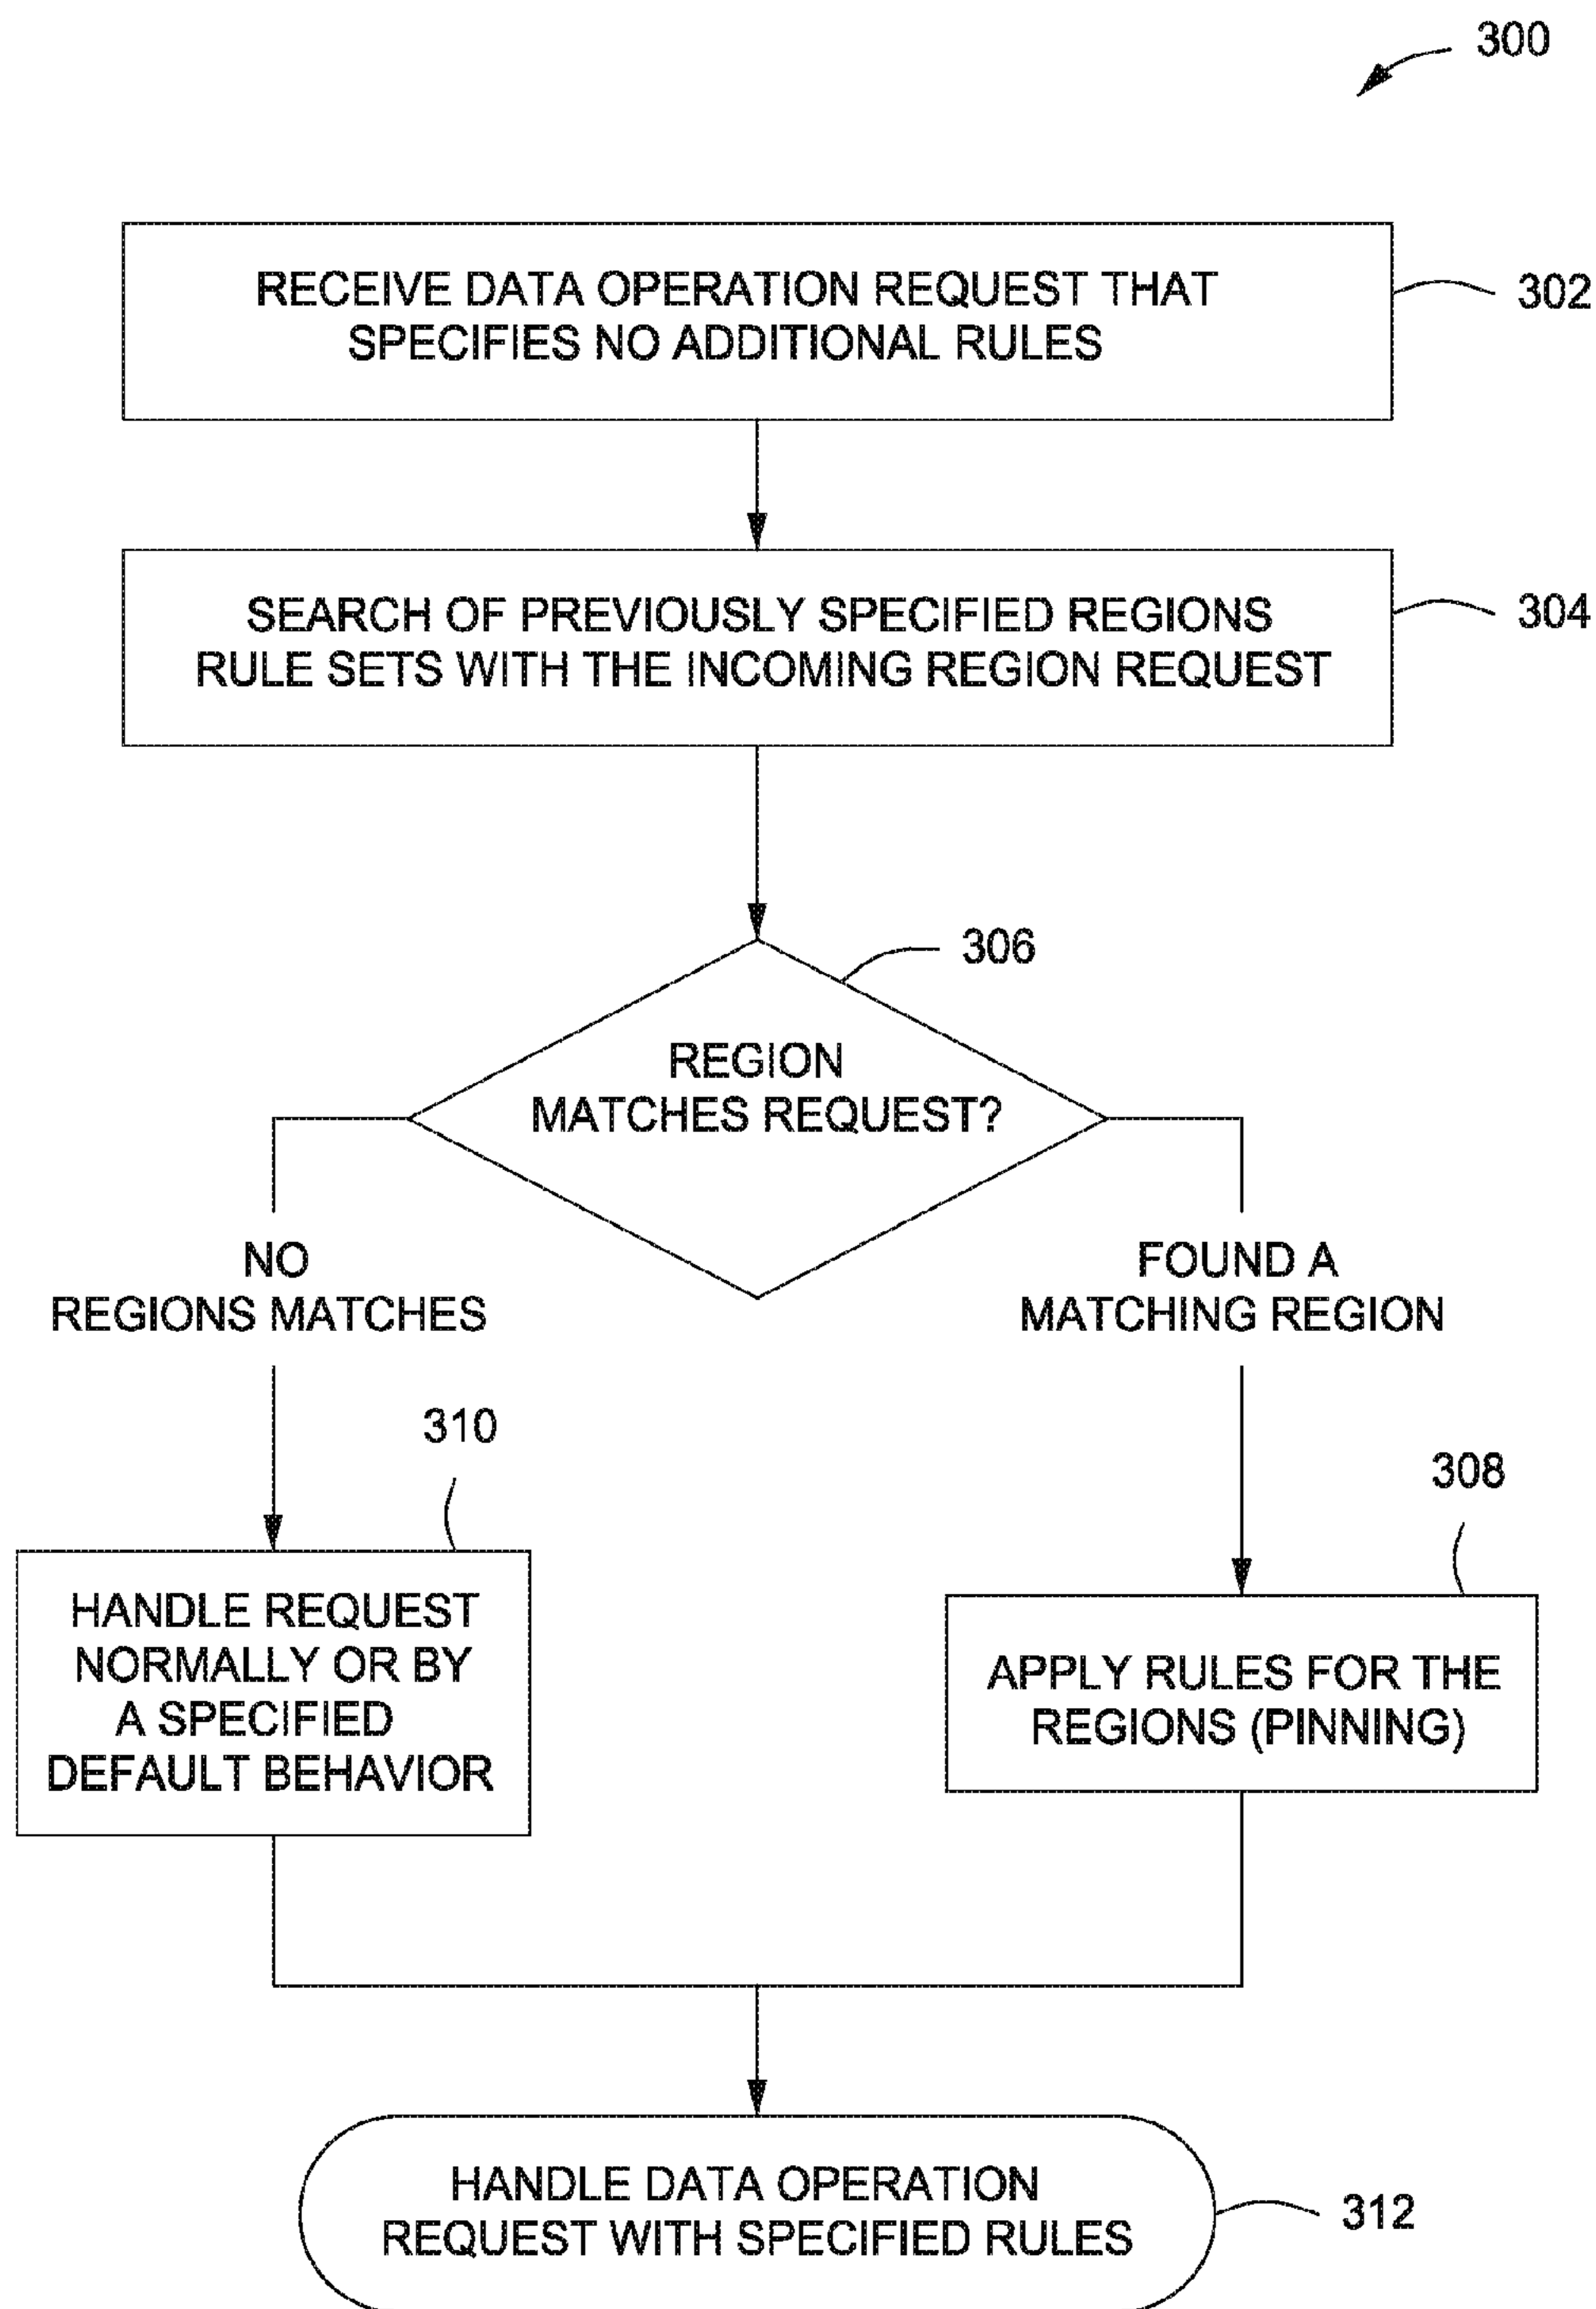 300
RECEIVE DATA OPERATION REQUEST THAT
SPECIFIES NO ADDITIONAL RULES
302
SEARCH OF PREVIOUSLY SPECIFIED REGIONS
RULE SETS WITH THE INCOMING REGION REQUEST
304
306
REGION
MATCHES REQUEST?
NO
REGIONS MATCHES
FOUND A
MATCHING REGION
310
308
HANDLE REQUEST
NORMALLY OR BY
A SPECIFIED
DEFAULT BEHAVIOR
APPLY RULES FOR THE
REGIONS (PINNING)
HANDLE DATA OPERATION
REQUEST WITH SPECIFIED RULES
312